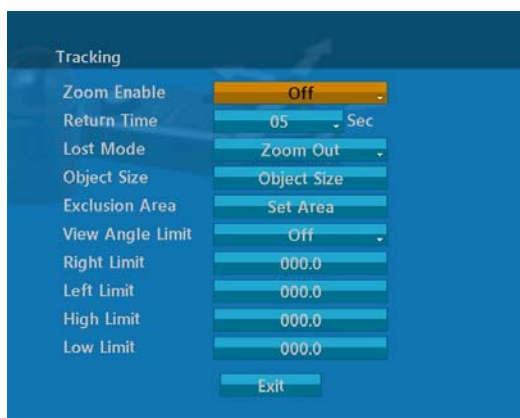 Tracking
Zoom Enable Off
Return Time 05 Sec
Lost Mode Zoom Out
Object Size Object Size
Exclusion Area Set Area
View Angle Limit Off
Right Limit 000.0
Left Limit 000.0
High Limit 000.0
Low Limit 000.0
Exit